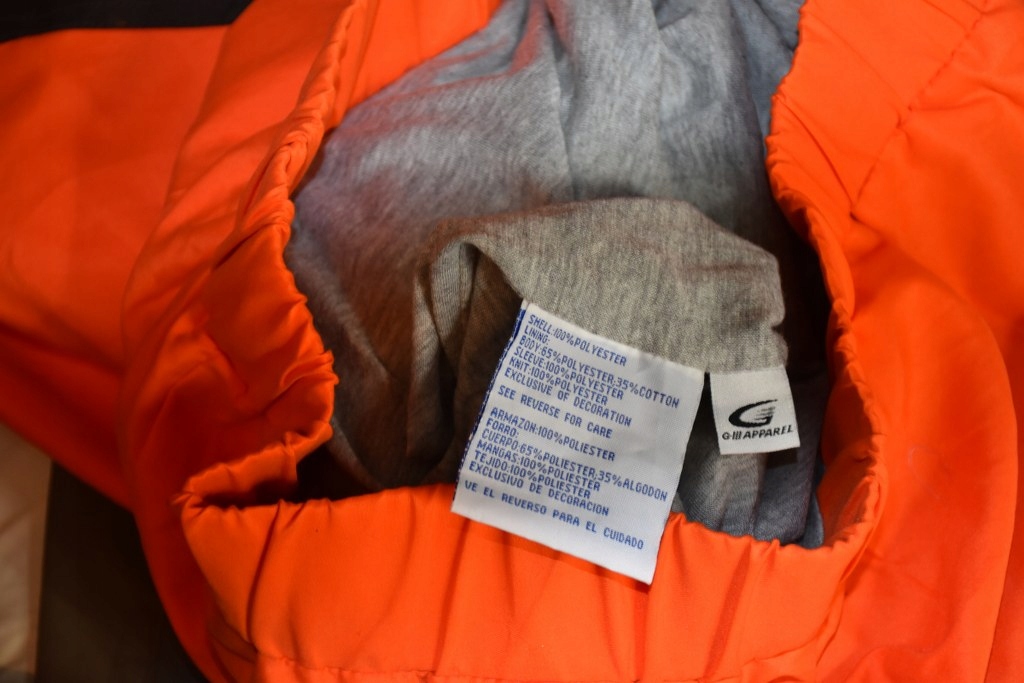 SHELL:100%POLYESTER
LINING:
BODY:65%POLYESTER,35%COTTON
SLEEVE:100%POLYESTER
KNIT:100%POLYESTER
EXCLUSIVE OF DECORATION
SEE REVERSE FOR CARE
ARMAZON:100%POLIESTER
FORRO:
CUERPO:65%POLIESTER,35%ALGODON
MANGAS:100%POLIESTER
TEJIDO:100%POLIESTER
EXCLUSIVO DE DECORACION
VE EL REVERSO PARA EL CUIDADO
G
G-III APPAREL